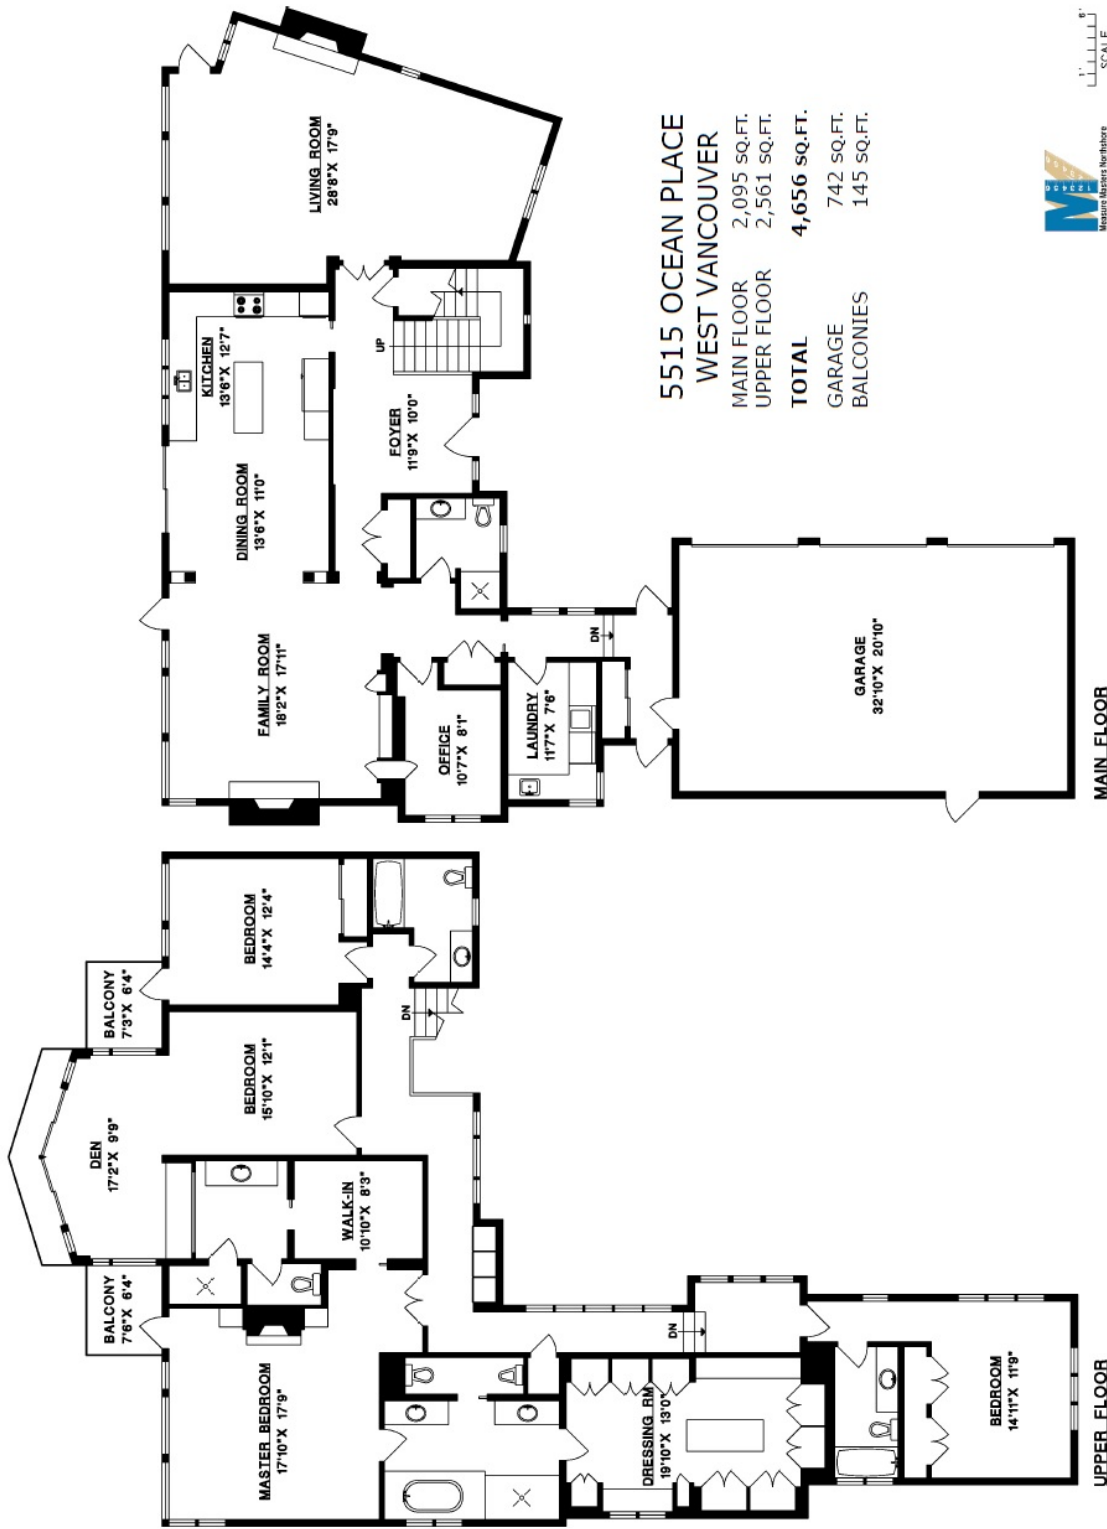 5515 OCEAN PLACE
WEST VANCOUVER
MAIN FLOOR 2,095 SQ.FT.
UPPER FLOOR 2,561 SQ.FT.
TOTAL 4,656 SQ.FT.
GARAGE 742 SQ.FT.
BALCONIES 145 SQ.FT.
LIVING ROOM
28'8"X 17'9"
KITCHEN
13'6"X 12'7"
UP
FOYER
11'9"X 10'0"
DINING ROOM
13'6"X 11'0"
FAMILY ROOM
18'2"X 17'11"
OFFICE
10'7"X 8'1"
LAUNDRY
11'7"X 7'6"
DN
GARAGE
32'10"X 20'10"
MAIN FLOOR
BALCONY
7'3"X 6'4"
BEDROOM
14'4"X 12'4"
DN
DEN
17'2"X 9'9"
BEDROOM
15'10"X 12'1"
WALK-IN
10'10"X 8'3"
BALCONY
7'6"X 6'4"
MASTER BEDROOM
17'10"X 17'9"
DN
DRESSING RM
19'10"X 13'0"
BEDROOM
14'11"X 11'9"
UPPER FLOOR
Measure Masters Northshore
1' 6'
SCALE